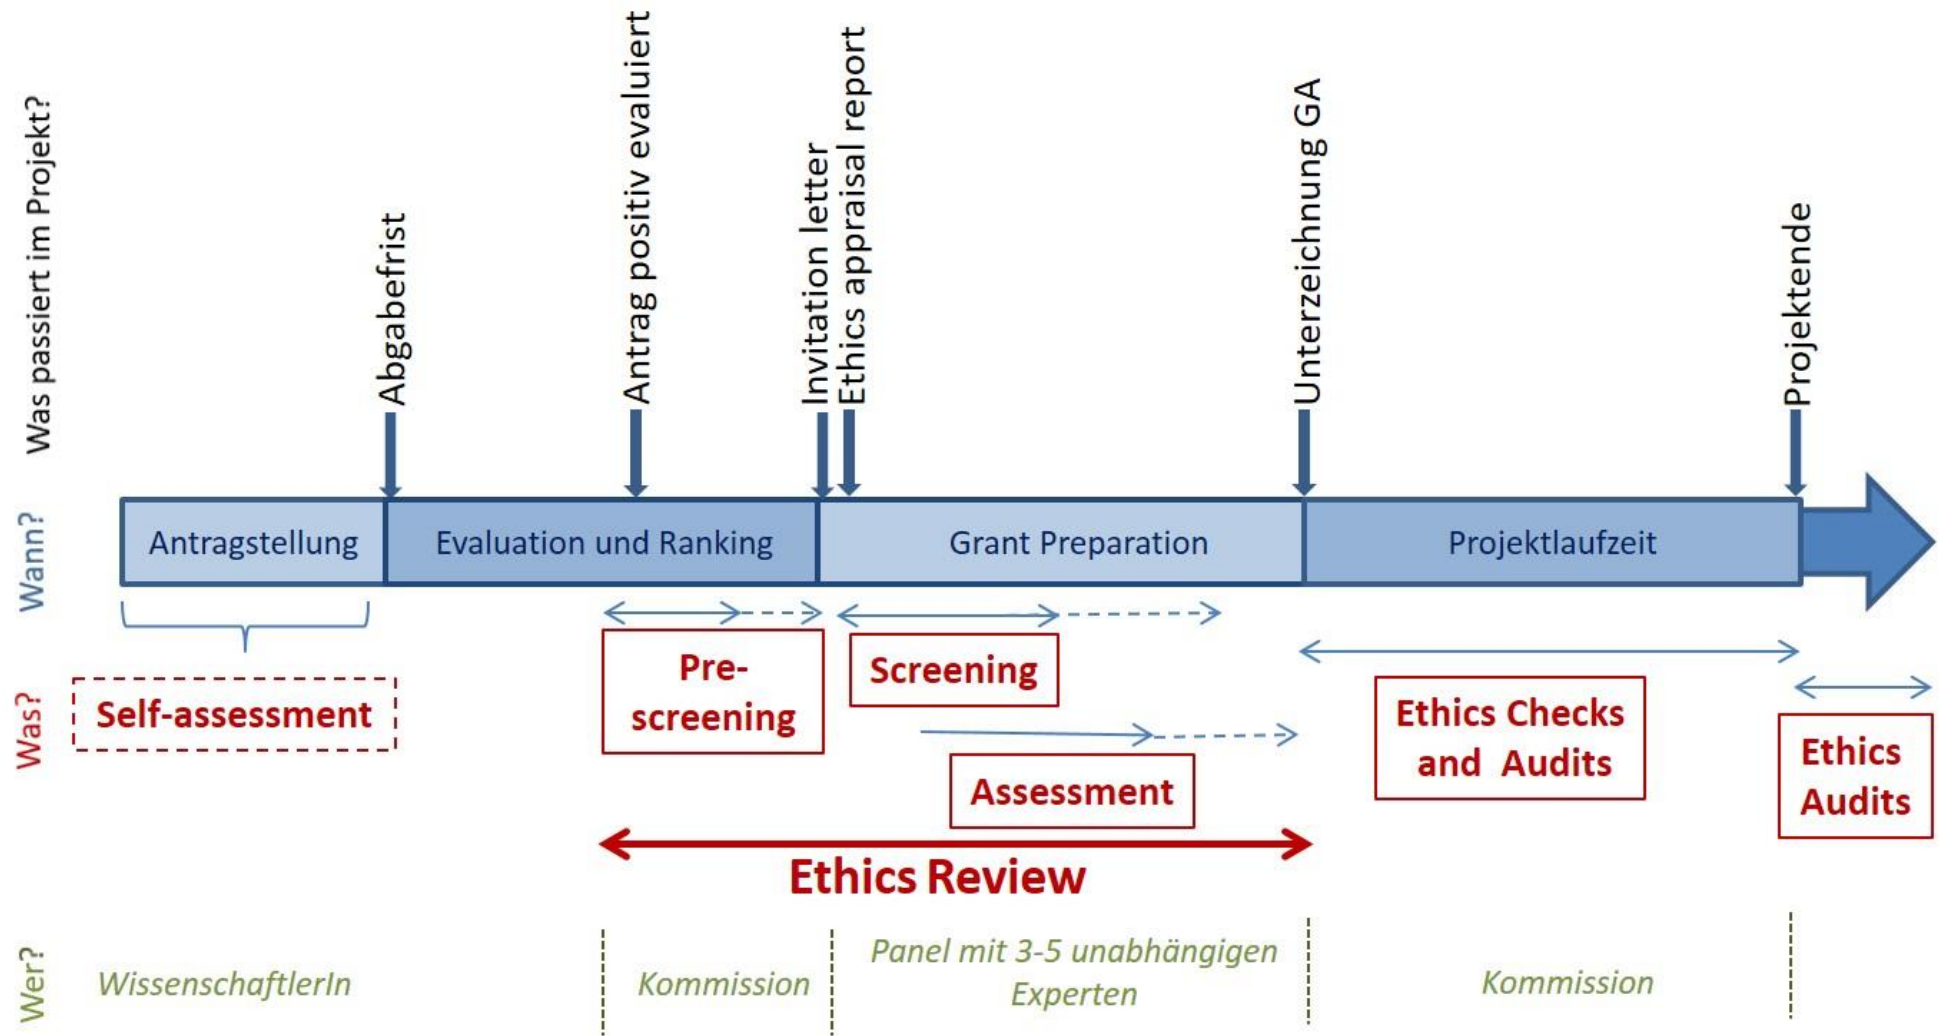 Was passiert im Projekt?
Abgabefrist
Antrag positiv evaluiert
Invitation letter
Ethics appraisal report
Unterzeichnung GA
Projektende
Wann?
Antragstellung
Evaluation und Ranking
Grant Preparation
Projektlaufzeit
Was?
Self-assessment
Pre-
screening
Screening
Assessment
Ethics Checks
and Audits
Ethics
Audits
Ethics Review
Wer?
WissenschaftlerIn
Kommission
Panel mit 3-5 unabhängigen
Experten
Kommission